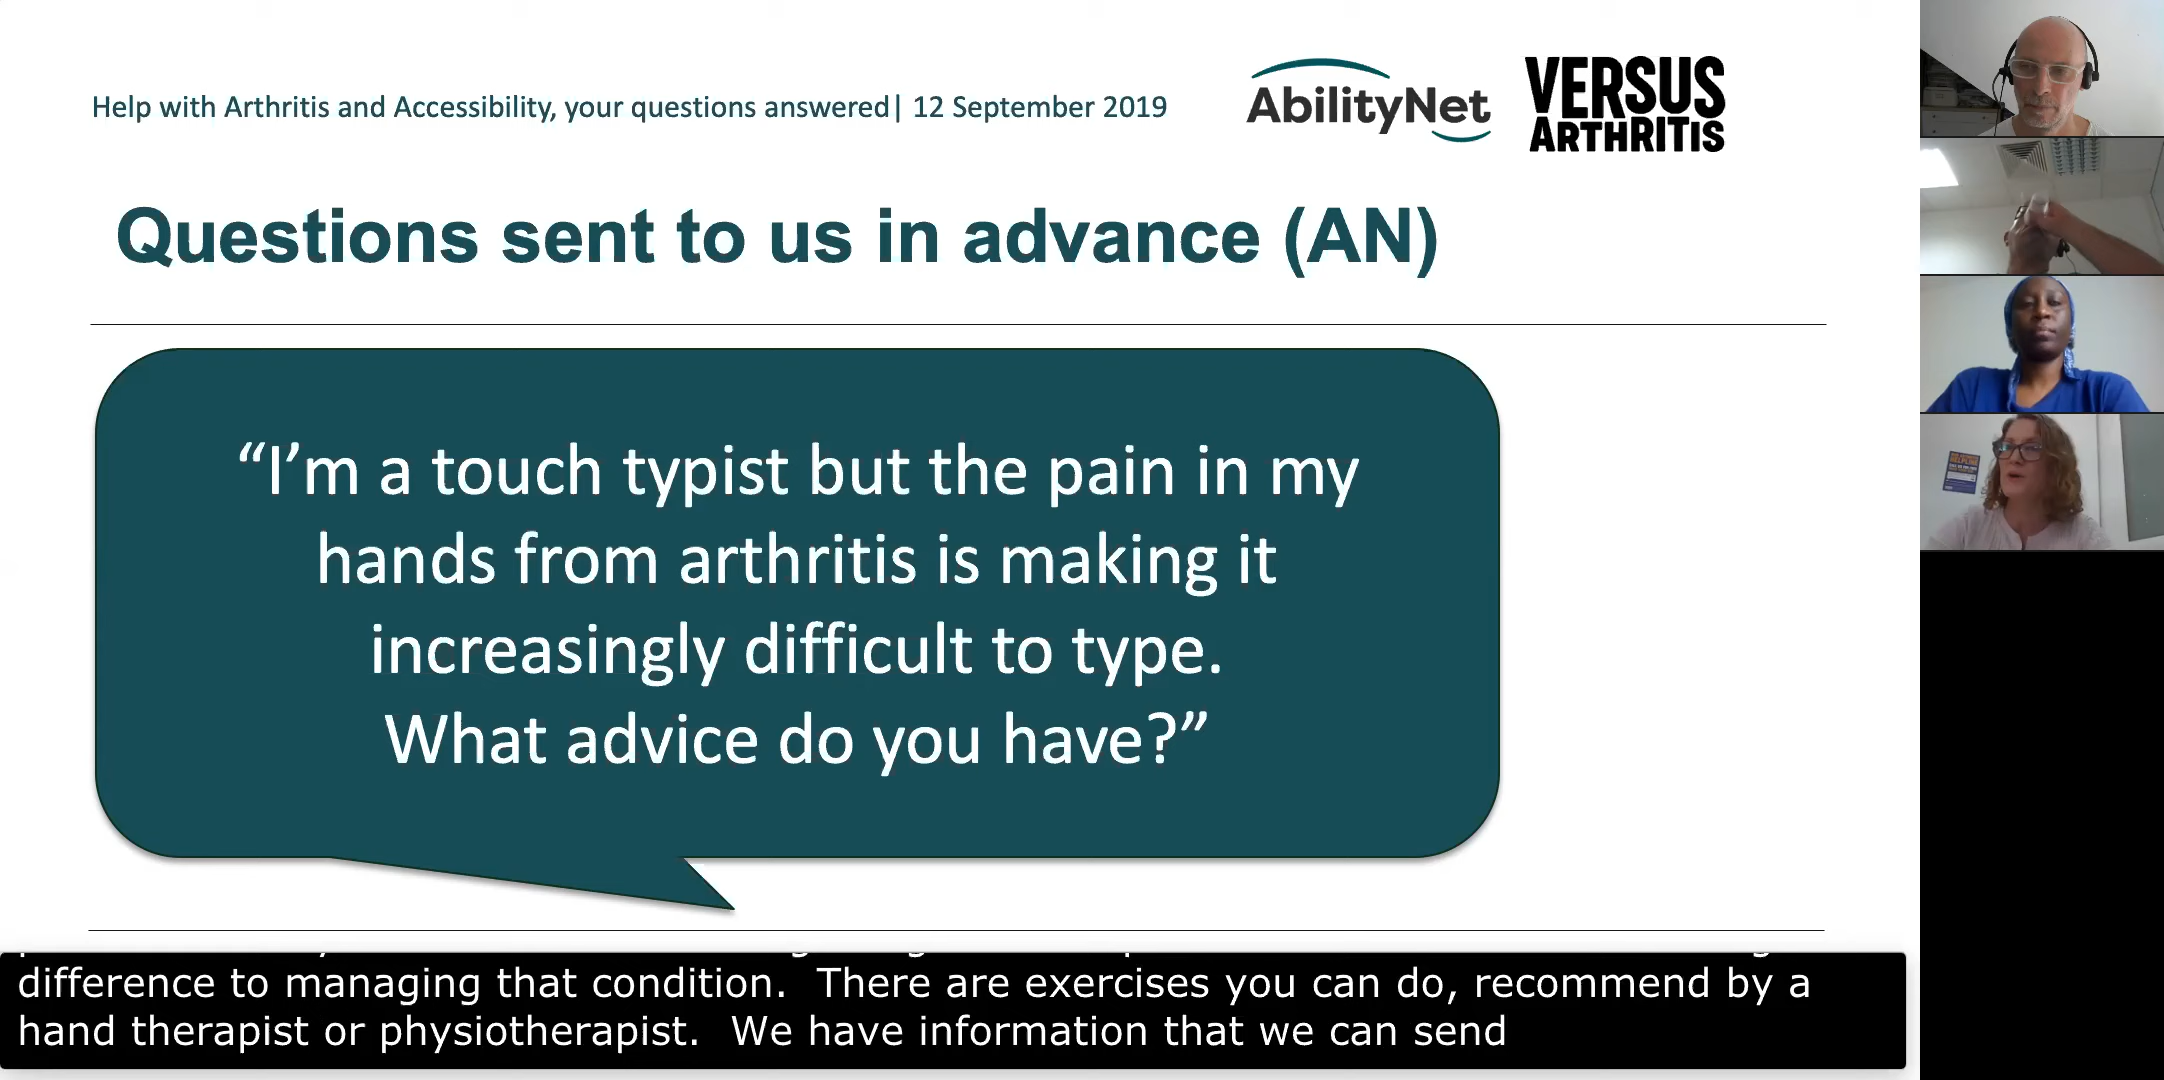 Help with Arthritis and Accessibility, your questions answered| 12 September 2019
AbilityNet
VERSUS
ARTHRITIS
Questions sent to us in advance (AN)
“I’m a touch typist but the pain in my
hands from arthritis is making it
increasingly difficult to type.
What advice do you have?”
difference to managing that condition.  There are exercises you can do, recommend by a
hand therapist or physiotherapist.  We have information that we can send
HELPLINE